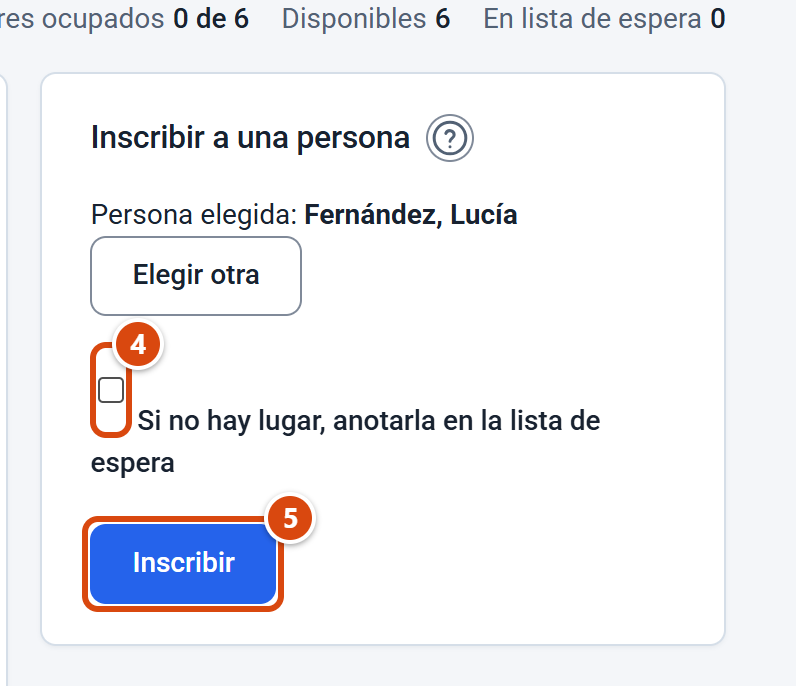 res ocupados 0 de 6 Disponibles 6 En lista de espera 0
Inscribir a una persona ?
Persona elegida: Fernández, Lucía
Elegir otra
4
Si no hay lugar, anotarla en la lista de
espera
5
Inscribir